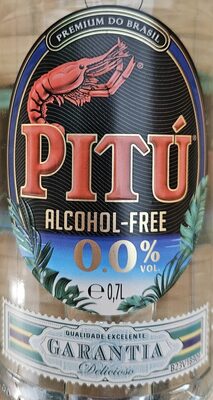 PREMIUM DO BRASIL
PITÚ®
ALCOHOL-FREE
0.0% VOL.
℮ 0,7L
QUALIDADE EXCELENTE
GARANTIA
Delicioso